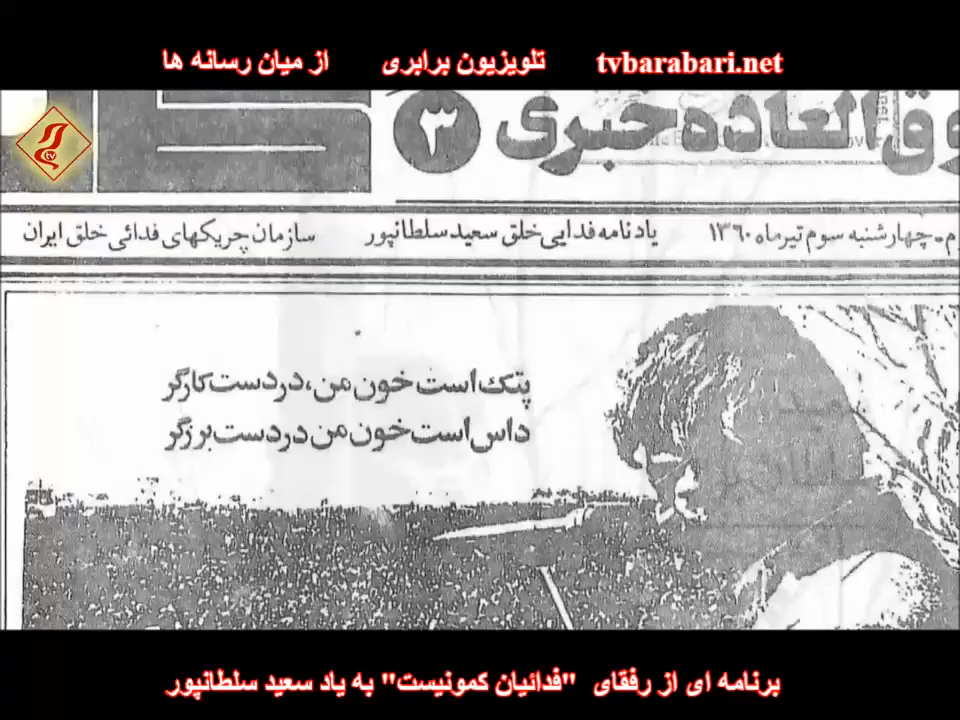 از میان رسانه ها   تلویزیون برابری   tvbarabari.net
tv
وق العاده خبری ۳
م-چهارشنبه سوم تیرماه ۱۳۶۰   یادنامه فدایی خلق سعید سلطانپور   سازمان چریکهای فدائی خلق ایران
پتک است خون من، در دست کارگر
داس است خون من در دست برزگر
برنامه ای از رفقای "فدائیان کمونیست" به یاد سعید سلطانپور